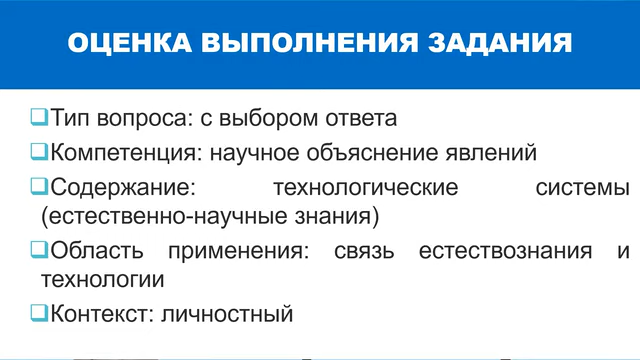 ОЦЕНКА ВЫПОЛНЕНИЯ ЗАДАНИЯ
Тип вопроса: с выбором ответа
Компетенция: научное объяснение явлений
Содержание: технологические системы
(естественно-научные знания)
Область применения: связь естествознания и
технологии
Контекст: личностный